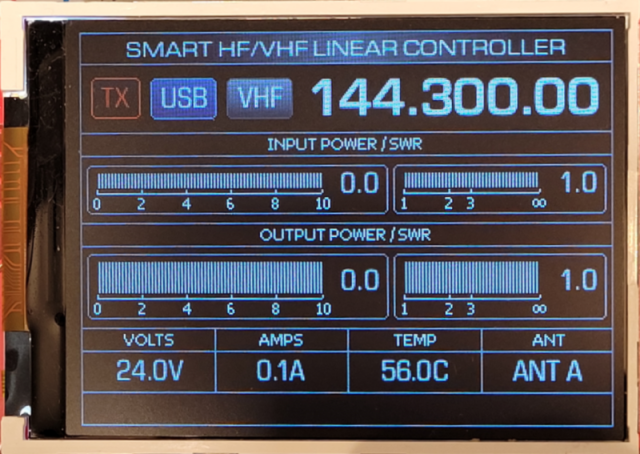 SMART HF/VHF LINEAR CONTROLLER
TX USB VHF 144.300.00
INPUT POWER / SWR
0.0 1.0
0 2 4 6 8 10 1 2 3 ∞
OUTPUT POWER / SWR
0.0 1.0
0 2 4 6 8 10 1 2 3 ∞
VOLTS AMPS TEMP ANT
24.0V 0.1A 56.0C ANT A